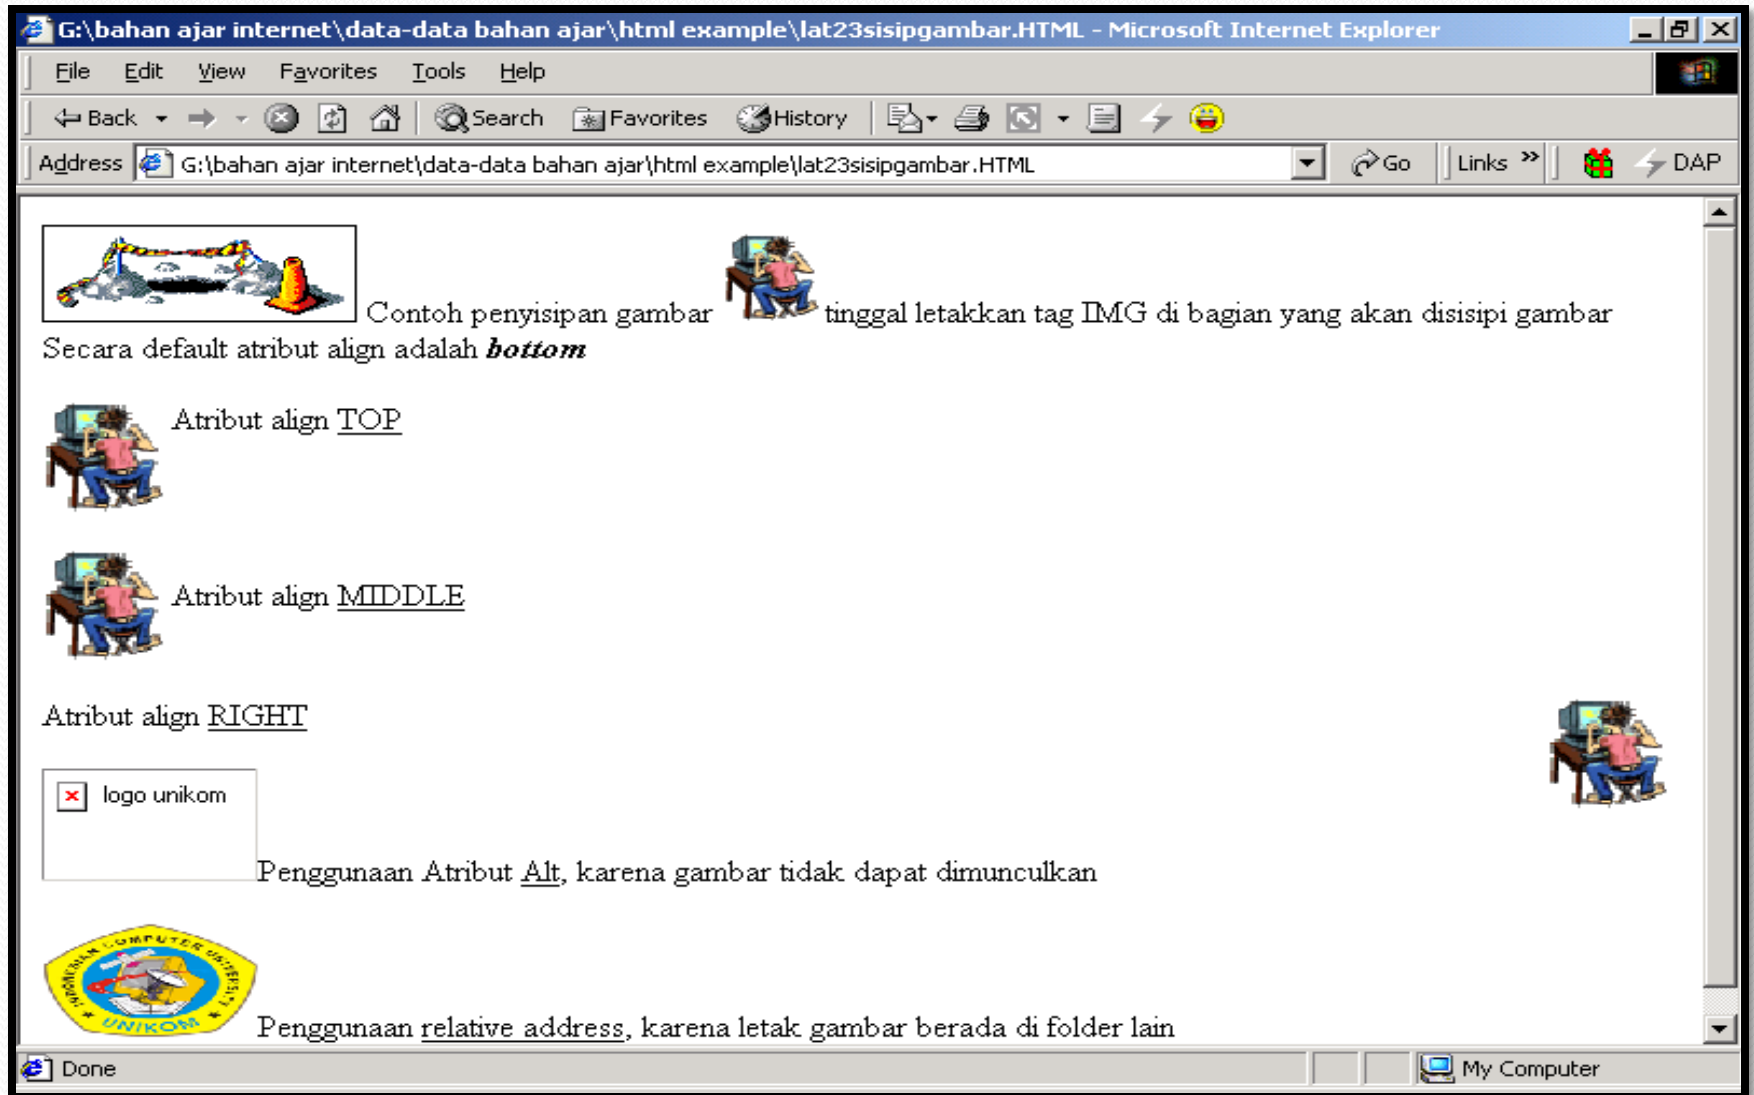 G:\bahan ajar internet\data-data bahan ajar\html example\lat23sisipgambar.HTML - Microsoft Internet Explorer
File Edit View Favorites Tools Help
Back Search Favorites History
Address G:\bahan ajar internet\data-data bahan ajar\html example\lat23sisipgambar.HTML Go Links » DAP
Contoh penyisipan gambar tinggal letakkan tag IMG di bagian yang akan disisipi gambar
Secara default atribut align adalah bottom
Atribut align TOP
Atribut align MIDDLE
Atribut align RIGHT
logo unikom
Penggunaan Atribut Alt, karena gambar tidak dapat dimunculkan
INDONESIAN COMPUTER UNIVERSITY
UNIKOM
Penggunaan relative address, karena letak gambar berada di folder lain
Done My Computer